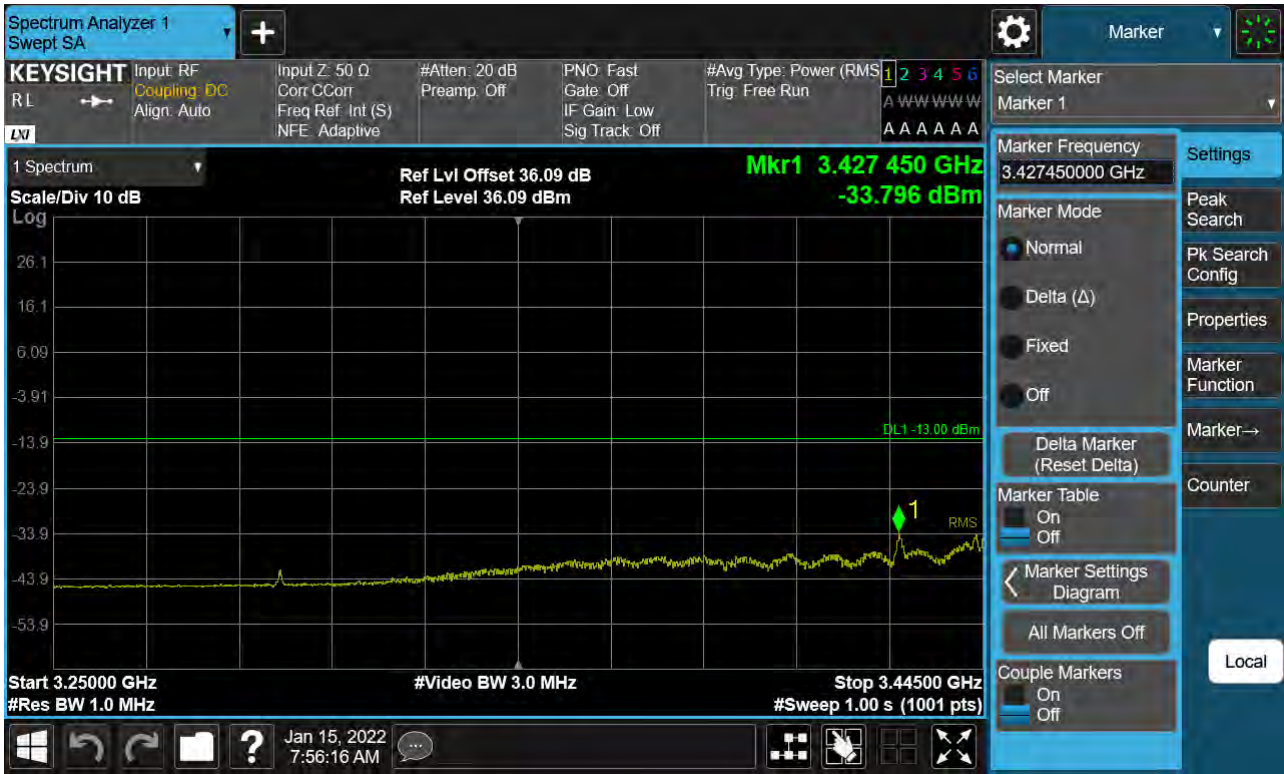 Spectrum Analyzer 1
Swept SA
Marker
KEYSIGHT
RL
LXI
Input: RF
Coupling: DC
Align: Auto
Input Z: 50 Ω
Corr CCorr
Freq Ref: Int (S)
NFE: Adaptive
#Atten: 20 dB
Preamp: Off
PNO: Fast
Gate: Off
IF Gain: Low
Sig Track: Off
#Avg Type: Power (RMS
Trig: Free Run
1 2 3 4 5 6
A W W W W W
A A A A A A
1 Spectrum
Scale/Div 10 dB
Log
Ref Lvl Offset 36.09 dB
Ref Level 36.09 dBm
Mkr1 3.427 450 GHz
-33.796 dBm
26.1
16.1
6.09
-3.91
DL1 -13.00 dBm
-13.9
-23.9
1
RMS
-33.9
-43.9
-53.9
Start 3.25000 GHz
#Video BW 3.0 MHz
Stop 3.44500 GHz
#Res BW 1.0 MHz
#Sweep 1.00 s (1001 pts)
?
Jan 15, 2022
7:56:16 AM
Select Marker
Marker 1
Marker Frequency
3.427450000 GHz
Marker Mode
Normal
Delta (Δ)
Fixed
Off
Delta Marker
(Reset Delta)
Marker Table
On
Off
Marker Settings
Diagram
All Markers Off
Couple Markers
On
Off
Settings
Peak
Search
Pk Search
Config
Properties
Marker
Function
Marker→
Counter
Local